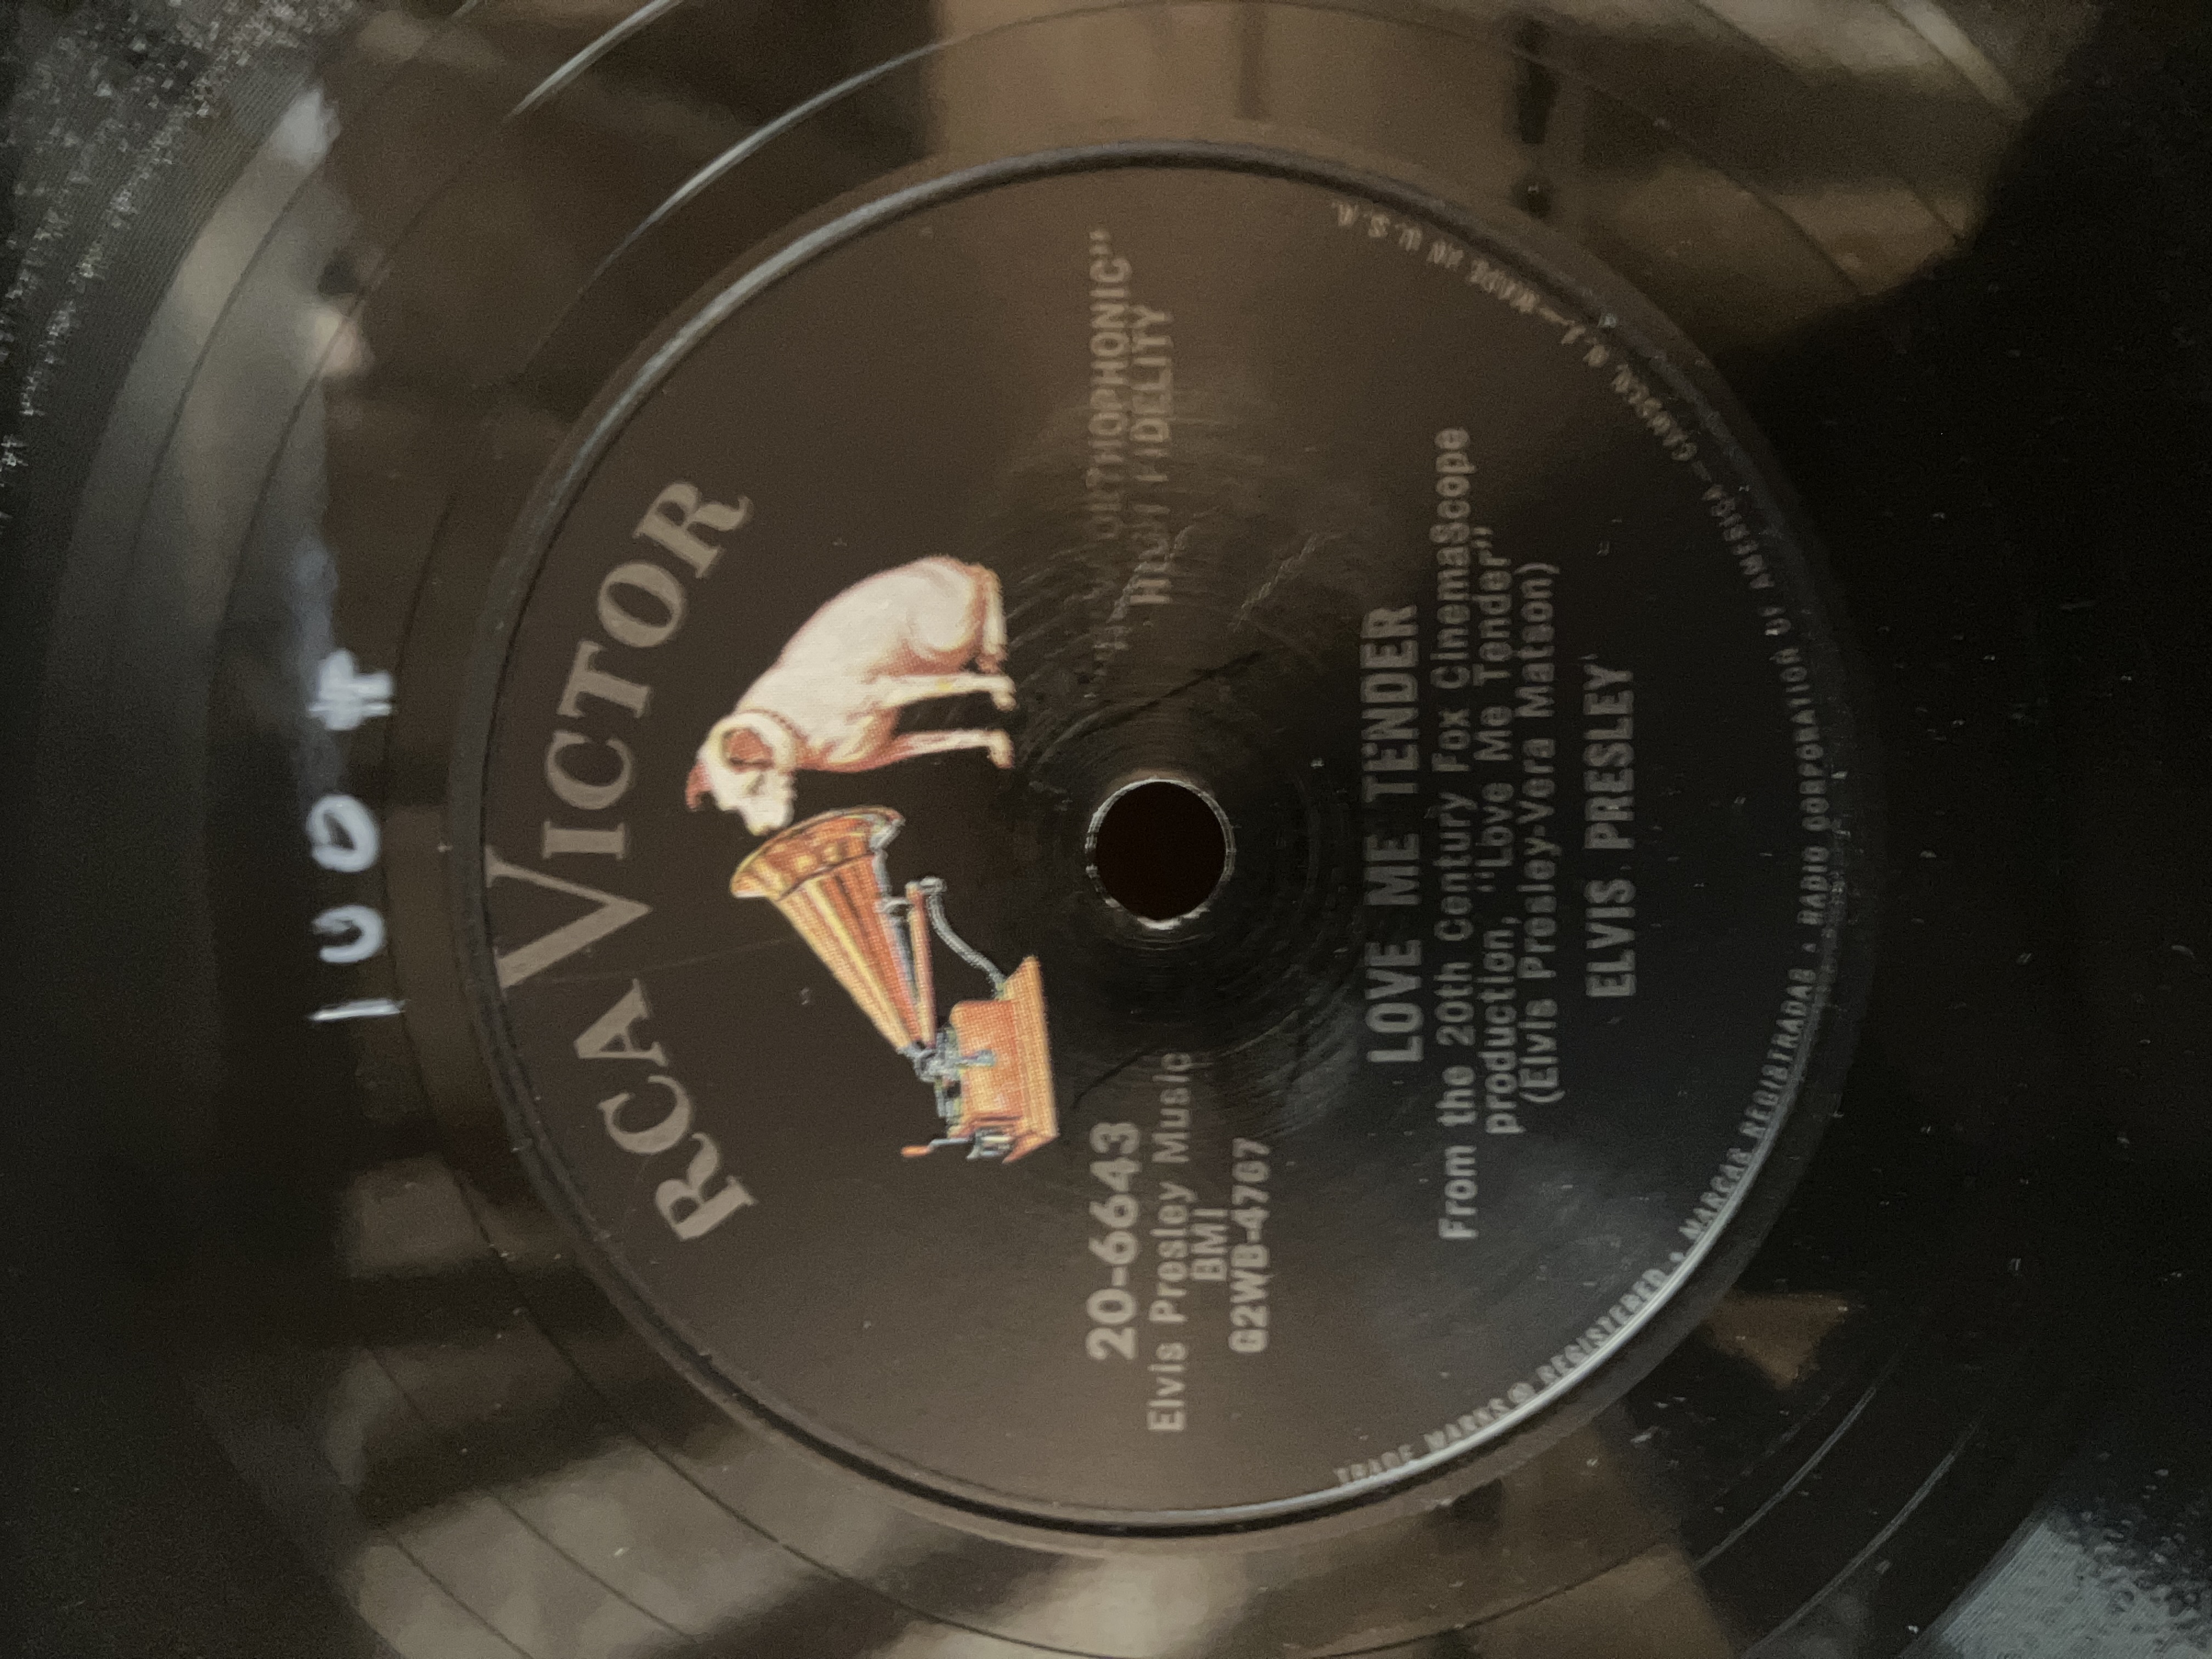 RCA VICTOR
20-6643
Elvis Presley Music
BMI
G2WB-4767
"ORTHOPHONIC"
HIGH FIDELITY
LOVE ME TENDER
From the 20th Century Fox CinemaScope
production, "Love Me Tender"
(Elvis Presley-Vera Matson)
ELVIS PRESLEY
TRADE MARKS ® REGISTERED • MARCAS REGISTRADAS • RADIO CORPORATION OF AMERICA—CAMDEN, N. J.—MADE IN U.S.A.